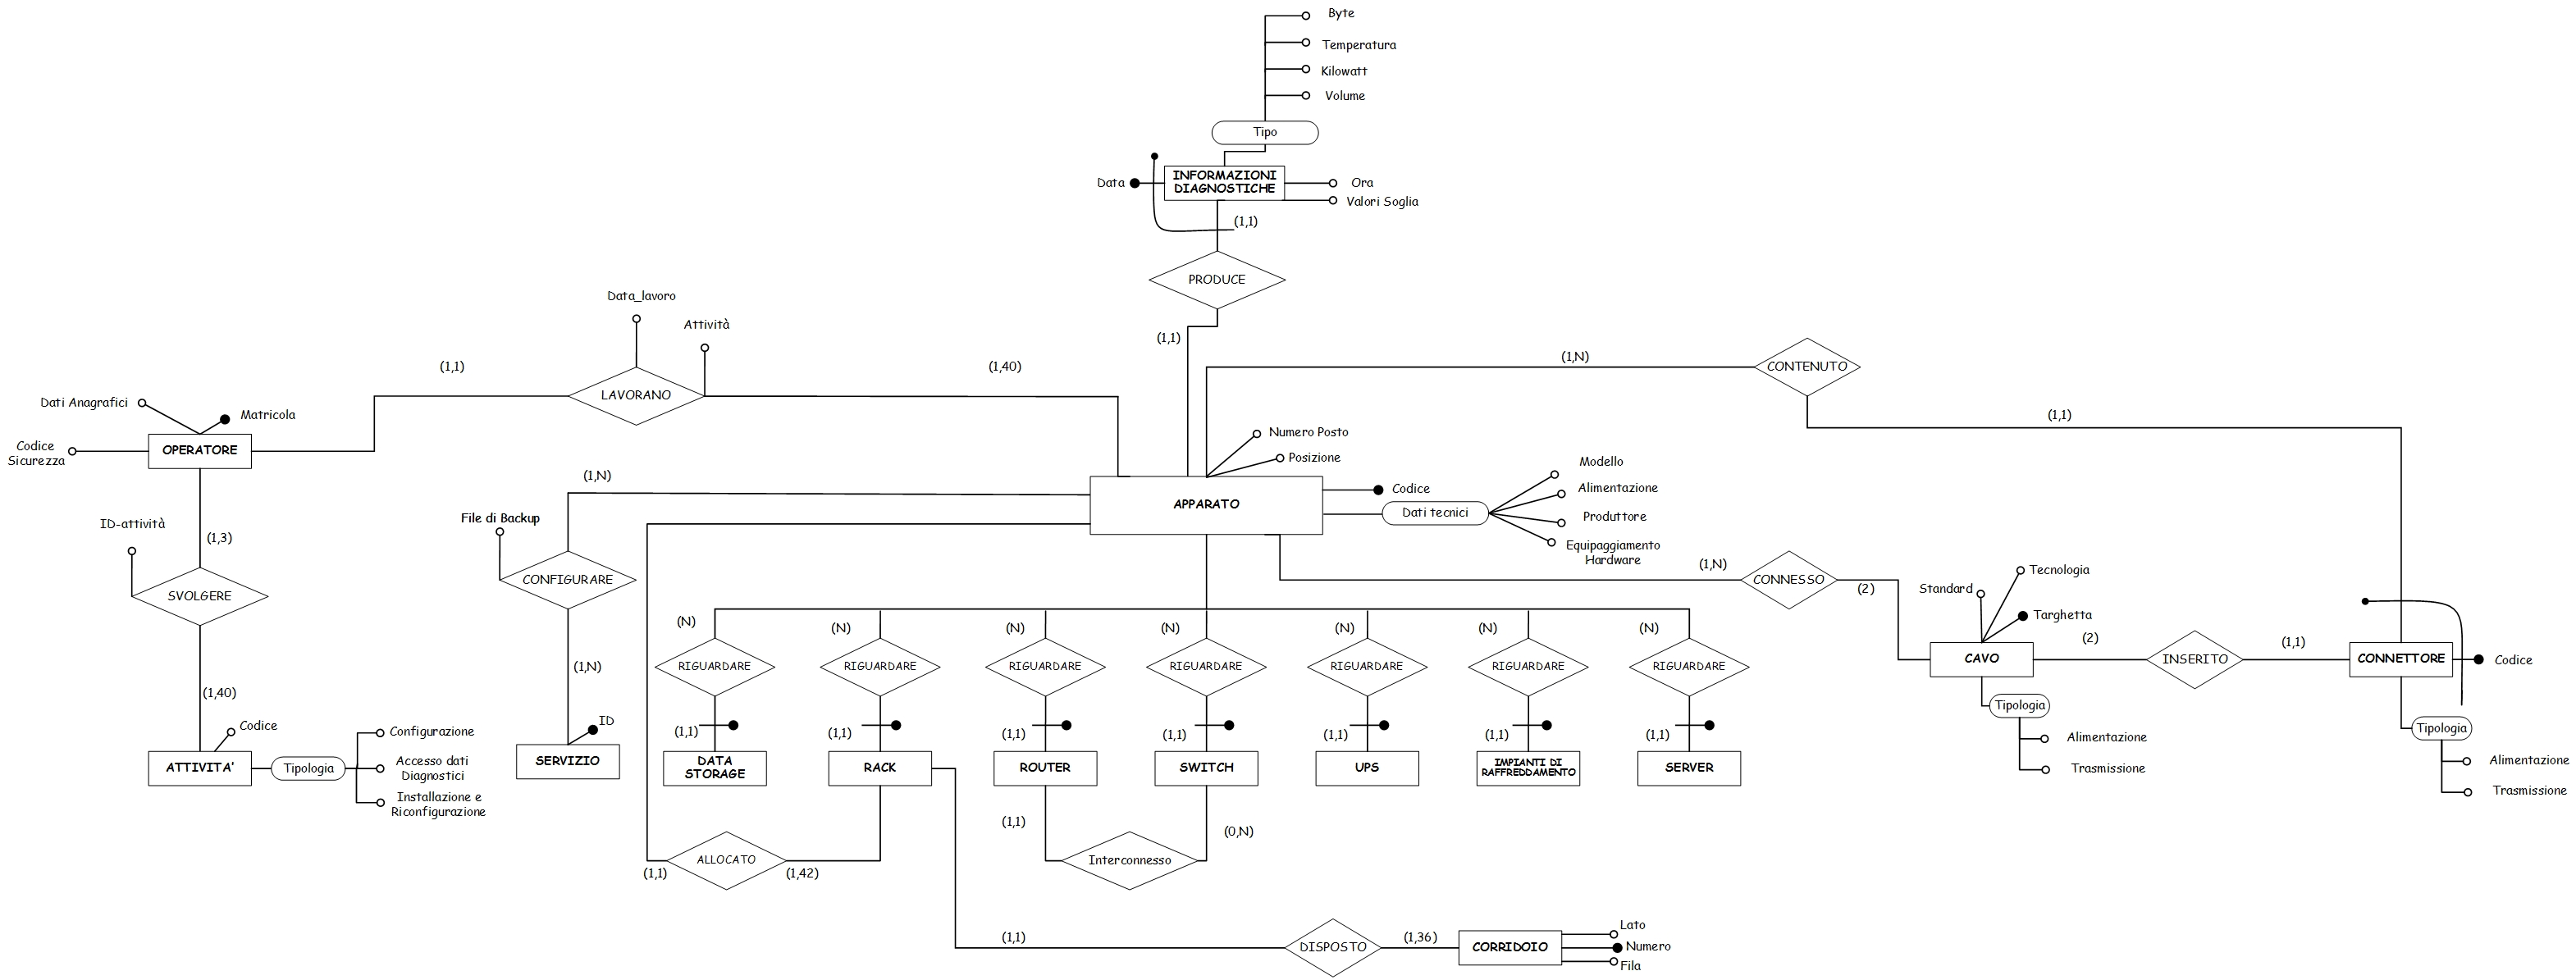 Byte
Temperatura
Kilowatt
Volume
Tipo
INFORMAZIONI
DIAGNOSTICHE
Data
Ora
Valori Soglia
(1,1)
PRODUCE
(1,1)
Data_lavoro
Attività
(1,1)
LAVORANO
(1,40)
(1,N)
CONTENUTO
(1,1)
Dati Anagrafici
Matricola
Codice
Sicurezza
OPERATORE
Numero Posto
Posizione
APPARATO
Codice
Dati tecnici
Modello
Alimentazione
Produttore
Equipaggiamento
Hardware
(1,N)
File di Backup
CONFIGURARE
(1,N)
ID-attività
(1,3)
SVOLGERE
(1,40)
(1,N)
CONNESSO
(2)
Standard
Tecnologia
Targhetta
CAVO
(2)
INSERITO
(1,1)
CONNETTORE
Codice
Tipologia
Alimentazione
Trasmissione
Tipologia
Alimentazione
Trasmissione
(N)
(N)
(N)
(N)
(N)
(N)
(N)
RIGUARDARE
RIGUARDARE
RIGUARDARE
RIGUARDARE
RIGUARDARE
RIGUARDARE
RIGUARDARE
(1,1)
(1,1)
(1,1)
(1,1)
(1,1)
(1,1)
(1,1)
Codice
ATTIVITA'
Tipologia
Configurazione
Accesso dati
Diagnostici
Installazione e
Riconfigurazione
ID
SERVIZIO
DATA
STORAGE
RACK
ROUTER
SWITCH
UPS
IMPIANTI DI
RAFFREDDAMENTO
SERVER
(1,1)
(0,N)
ALLOCATO
Interconnesso
(1,1)
(1,42)
(1,1)
DISPOSTO
(1,36)
CORRIDOIO
Lato
Numero
Fila